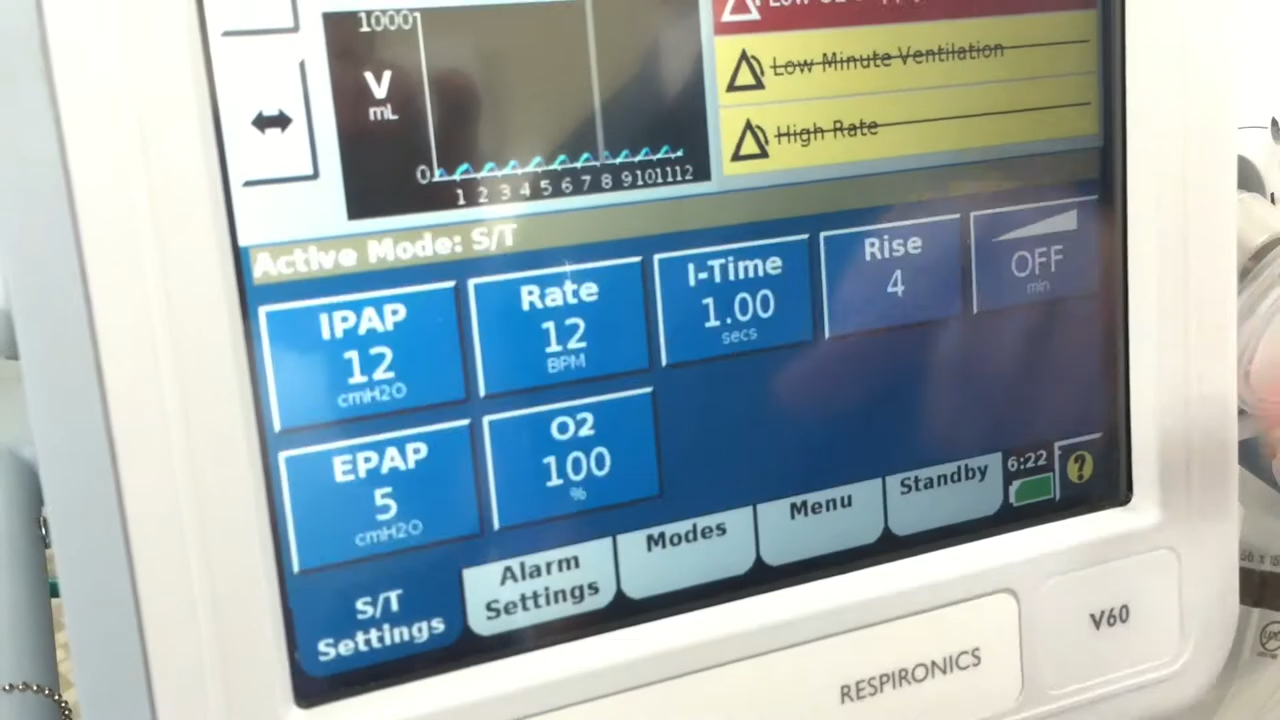 1000
V
mL
0
1 2 3 4 5 6 7 8 9 10 11 12
Low Minute Ventilation
High Rate
Active Mode: S/T
IPAP
12
cmH2O
Rate
12
BPM
I-Time
1.00
secs
Rise
4
OFF
min
EPAP
5
cmH2O
O2
100
%
6:22
?
S/T
Settings
Alarm
Settings
Modes
Menu
Standby
RESPIRONICS
V60